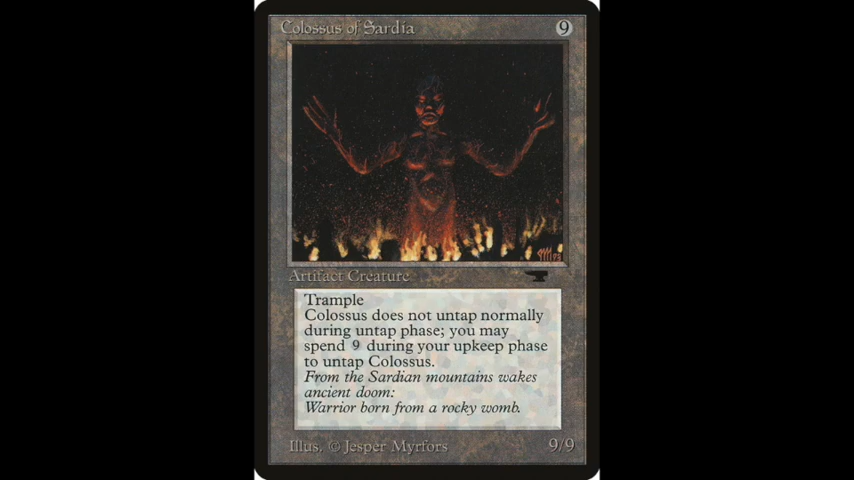 Colossus of Sardia 9
Artifact Creature
Trample
Colossus does not untap normally
during untap phase; you may
spend 9 during your upkeep phase
to untap Colossus.
From the Sardian mountains wakes
ancient doom:
Warrior born from a rocky womb.
Illus. © Jesper Myrfors 9/9